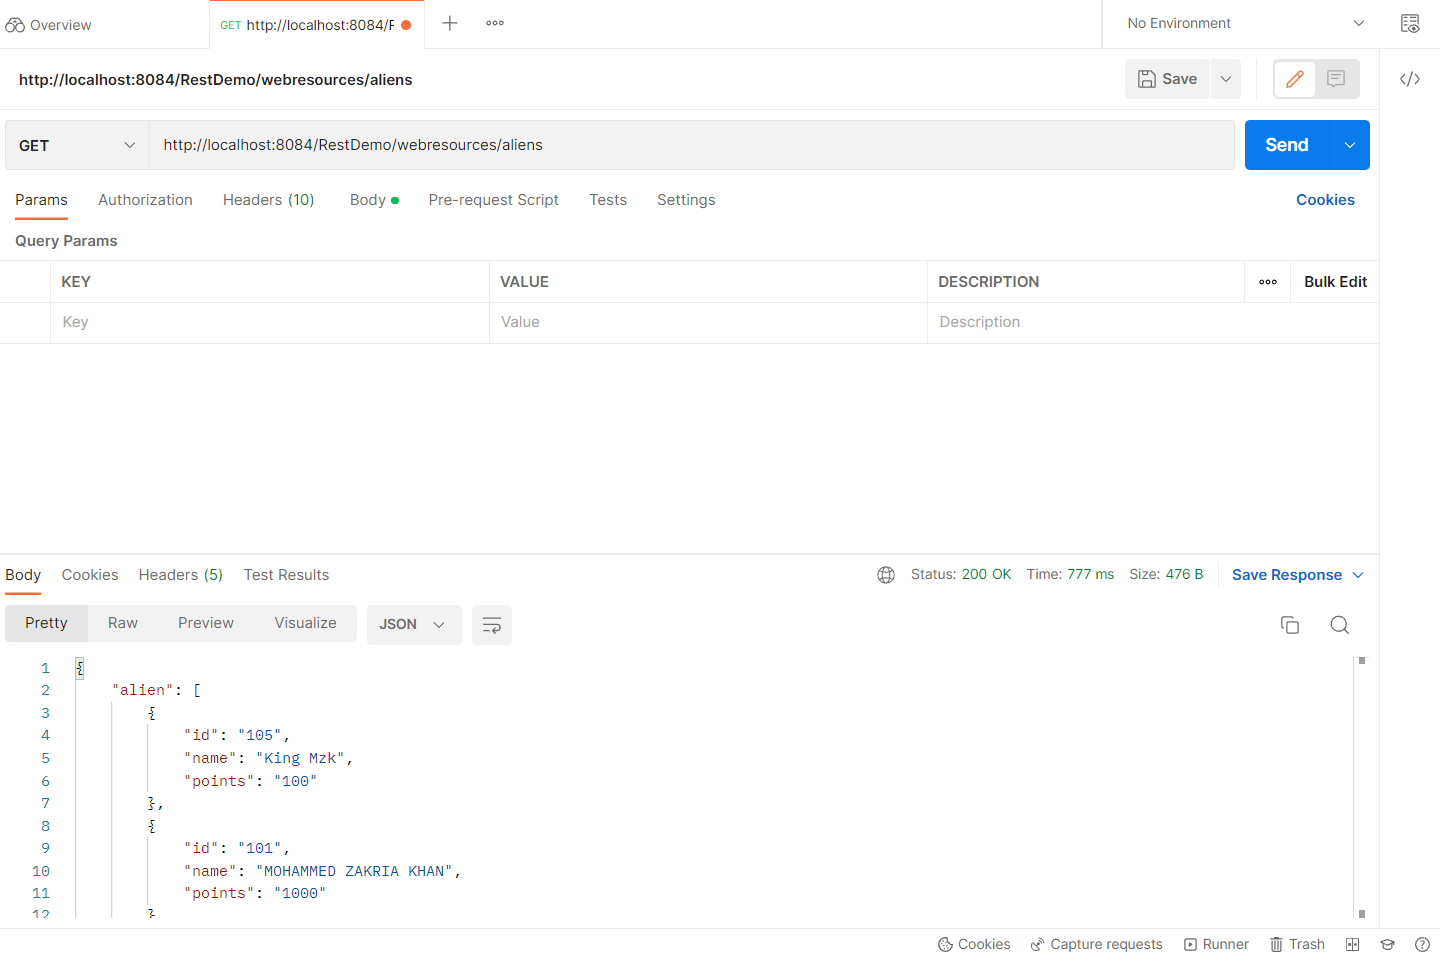 Overview
GET http://localhost:8084/F
No Environment
http://localhost:8084/RestDemo/webresources/aliens
Save
GET
http://localhost:8084/RestDemo/webresources/aliens
Send
Params Authorization Headers (10) Body Pre-request Script Tests Settings Cookies
Query Params
KEY VALUE DESCRIPTION Bulk Edit
Key Value Description
Body Cookies Headers (5) Test Results Status: 200 OK Time: 777 ms Size: 476 B Save Response
Pretty Raw Preview Visualize JSON
1 {
2 "alien": [
3 {
4 "id": "105",
5 "name": "King Mzk",
6 "points": "100"
7 },
8 {
9 "id": "101",
10 "name": "MOHAMMED ZAKRIA KHAN",
11 "points": "1000"
12 }
Cookies Capture requests Runner Trash